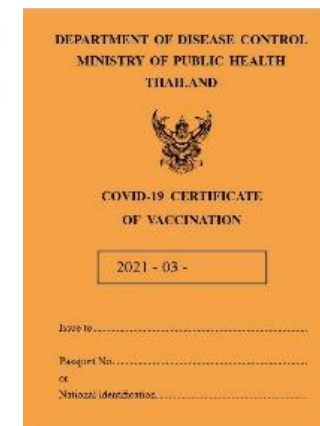 DEPARTMENT OF DISEASE CONTROL
MINISTRY OF PUBLIC HEALTH
THAILAND
COVID-19 CERTIFICATE
OF VACCINATION
2021 - 03 -
Issue to
Passport No.
or
National Identification